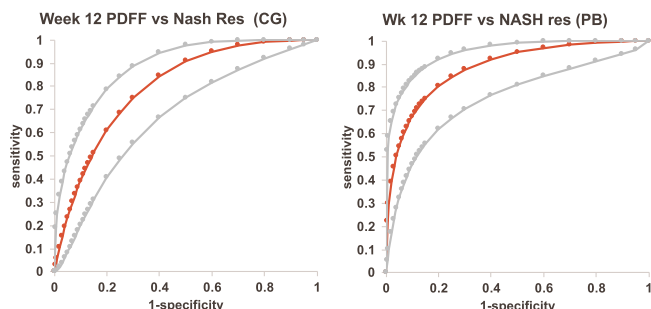 Week 12 PDFF vs Nash Res (CG)
1
0.9
0.8
0.7
0.6
0.5
0.4
0.3
0.2
0.1
0
sensitivity
0 0.2 0.4 0.6 0.8 1
1-specificity
Wk 12 PDFF vs NASH res (PB)
1
0.9
0.8
0.7
0.6
0.5
0.4
0.3
0.2
0.1
0
sensitivity
0 0.2 0.4 0.6 0.8 1
1-specificity